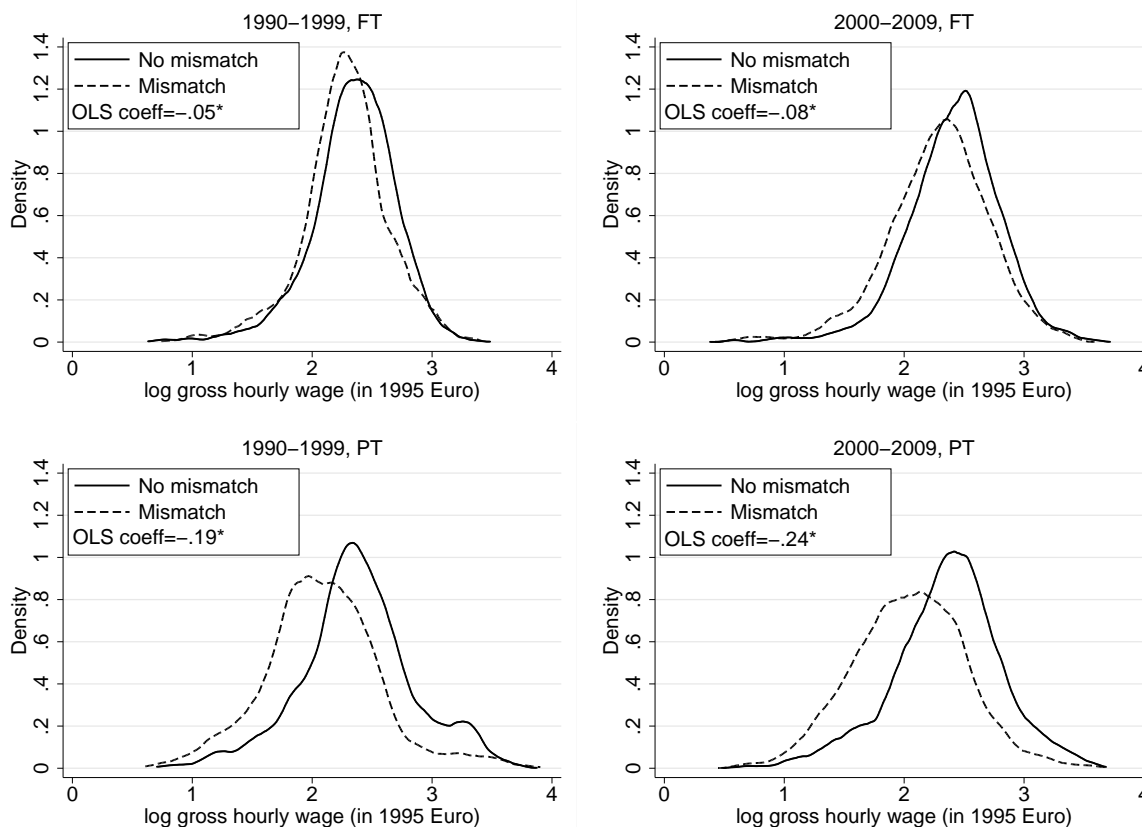 1990−1999, FT
No mismatch
Mismatch
OLS coeff=−.05*
Density
0 .2 .4 .6 .8 1 1.2 1.4
0 1 2 3 4
log gross hourly wage (in 1995 Euro)
2000−2009, FT
No mismatch
Mismatch
OLS coeff=−.08*
Density
0 .2 .4 .6 .8 1 1.2 1.4
0 1 2 3 4
log gross hourly wage (in 1995 Euro)
1990−1999, PT
No mismatch
Mismatch
OLS coeff=−.19*
Density
0 .2 .4 .6 .8 1 1.2 1.4
0 1 2 3 4
log gross hourly wage (in 1995 Euro)
2000−2009, PT
No mismatch
Mismatch
OLS coeff=−.24*
Density
0 .2 .4 .6 .8 1 1.2 1.4
0 1 2 3 4
log gross hourly wage (in 1995 Euro)